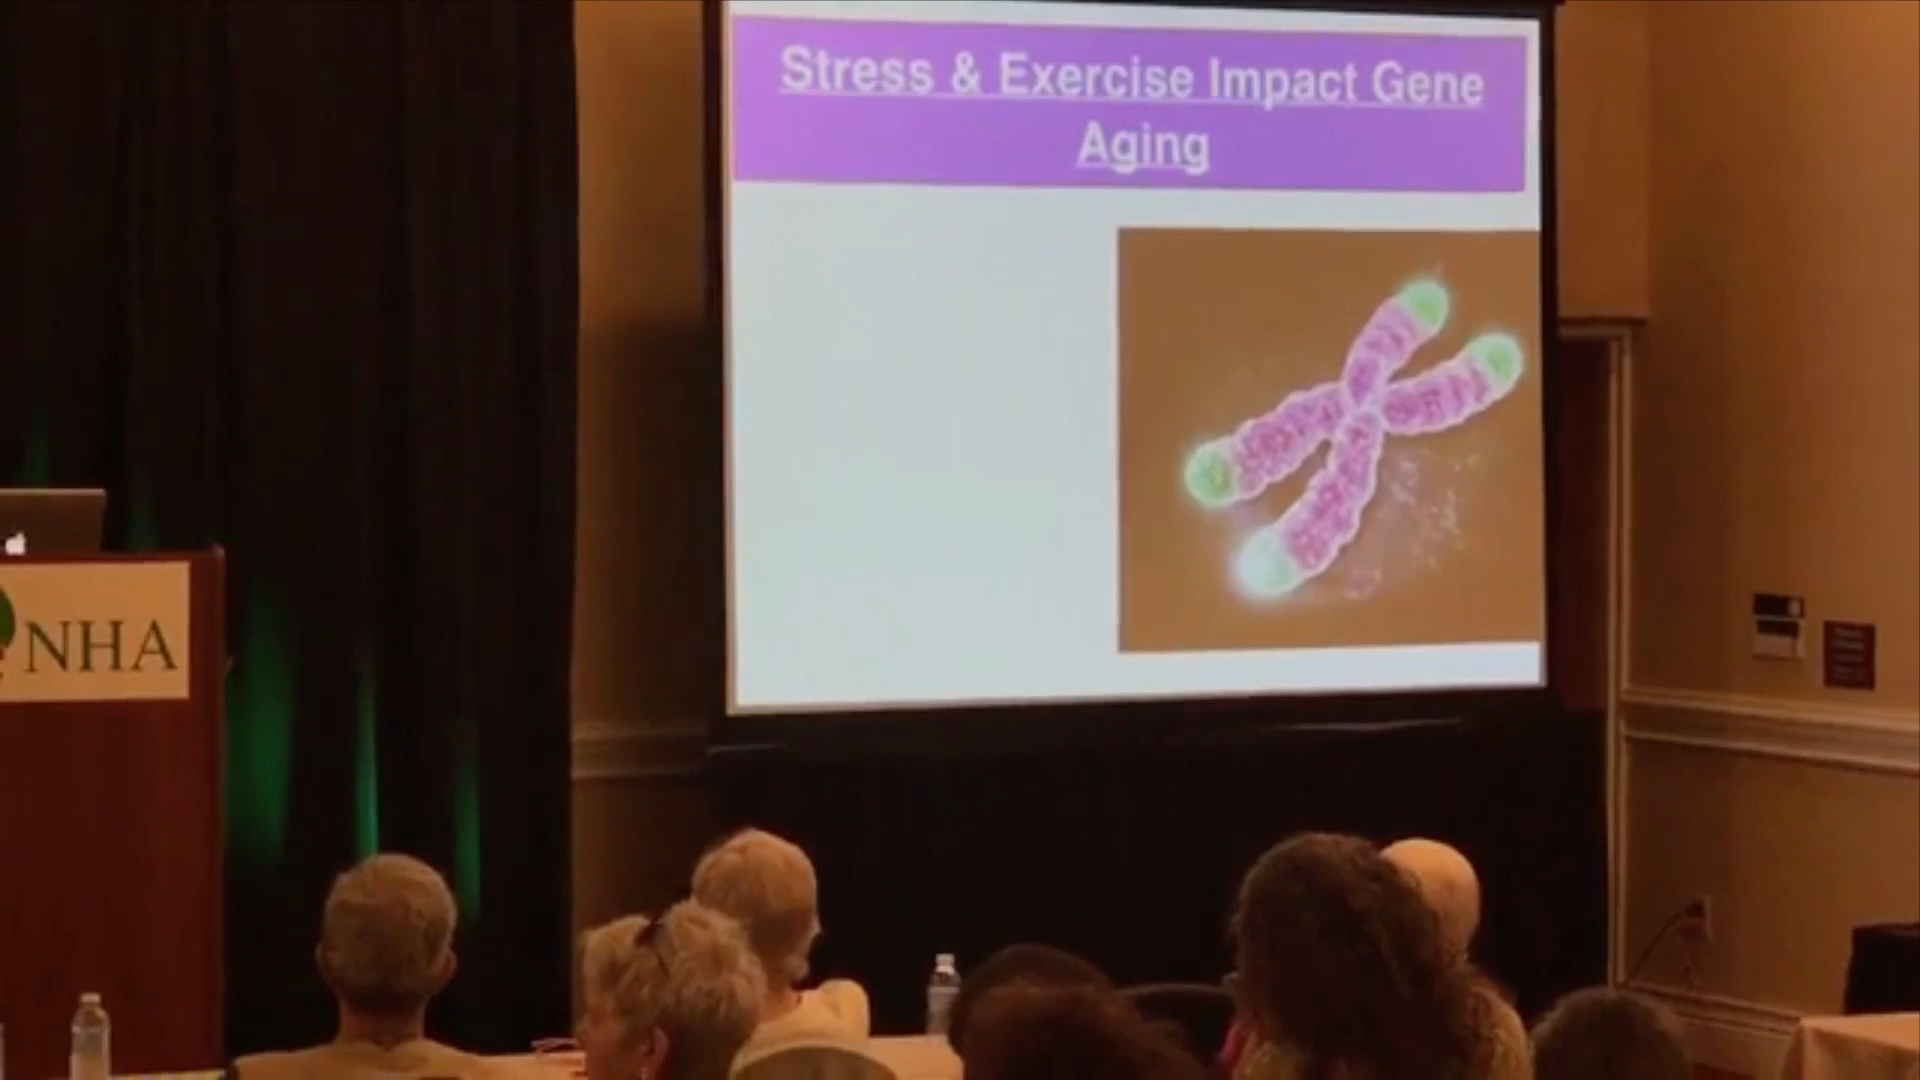 Stress & Exercise Impact Gene
Aging
NHA